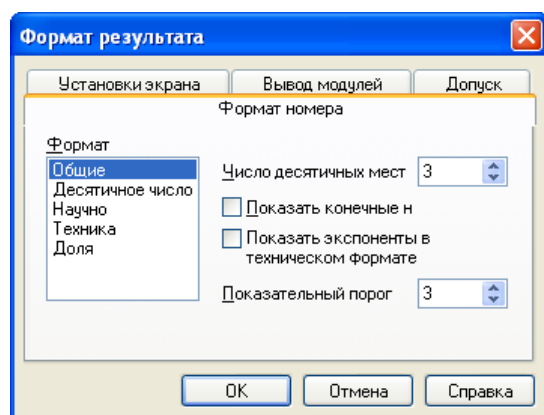 Формат результата
Установки экрана
Вывод модулей
Допуск
Формат номера
Формат
Общие
Десятичное число
Научно
Техника
Доля
Число десятичных мест 3
Показать конечные н
Показать экспоненты в
техническом формате
Показательный порог 3
OK
Отмена
Справка